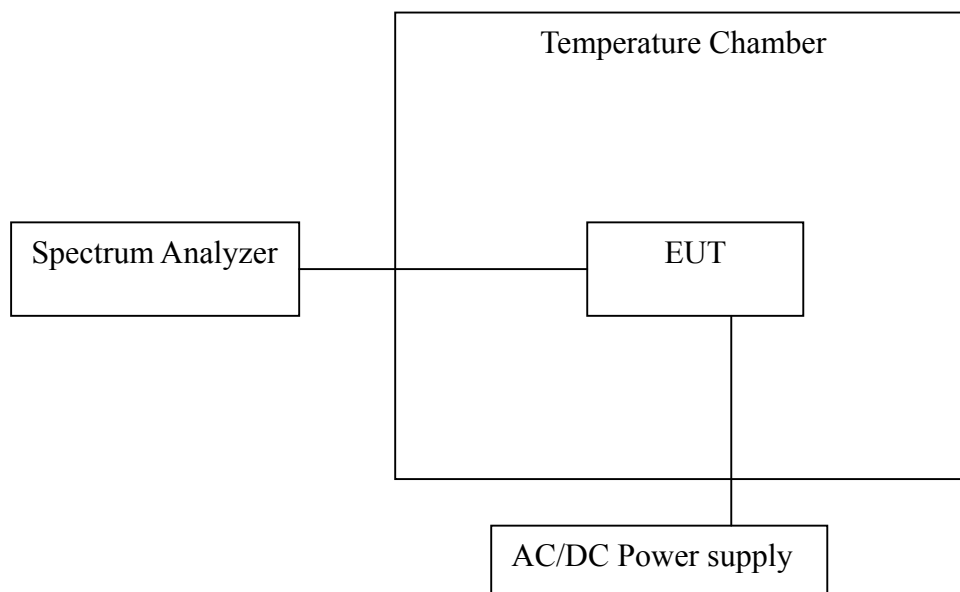 Temperature Chamber
Spectrum Analyzer
EUT
AC/DC Power supply